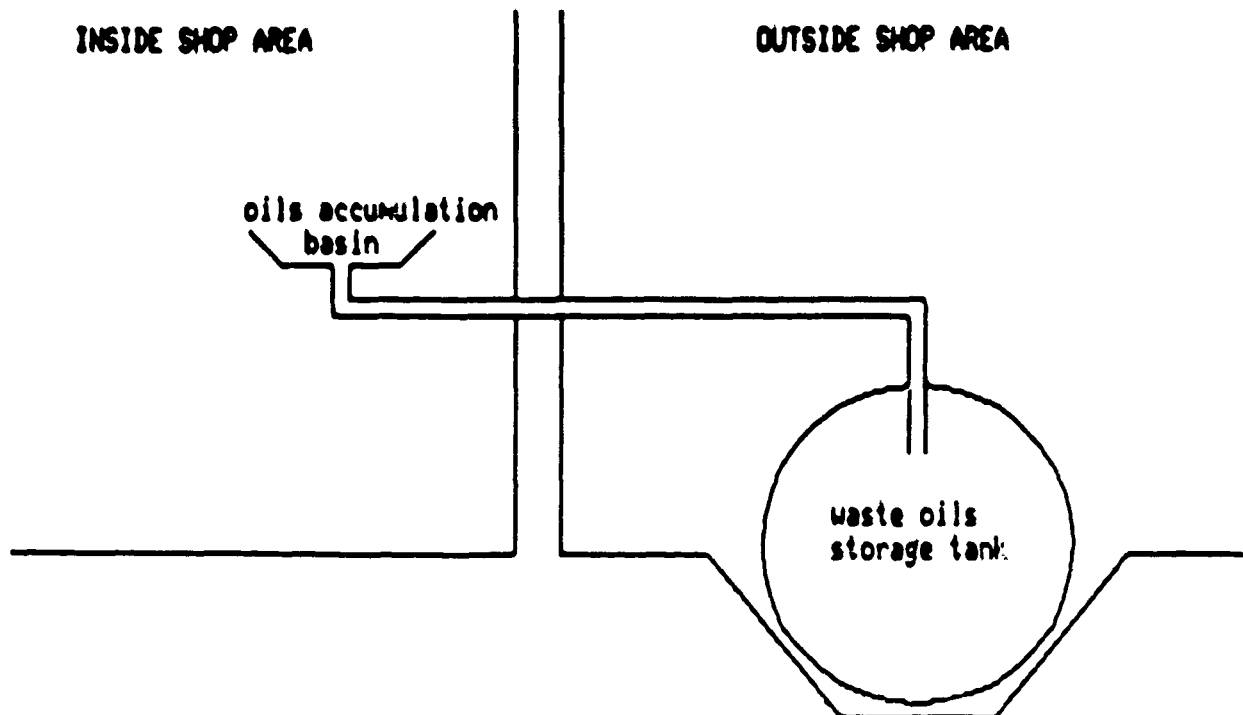 INSIDE SHOP AREA
OUTSIDE SHOP AREA
oils accumulation
basin
waste oils
storage tank